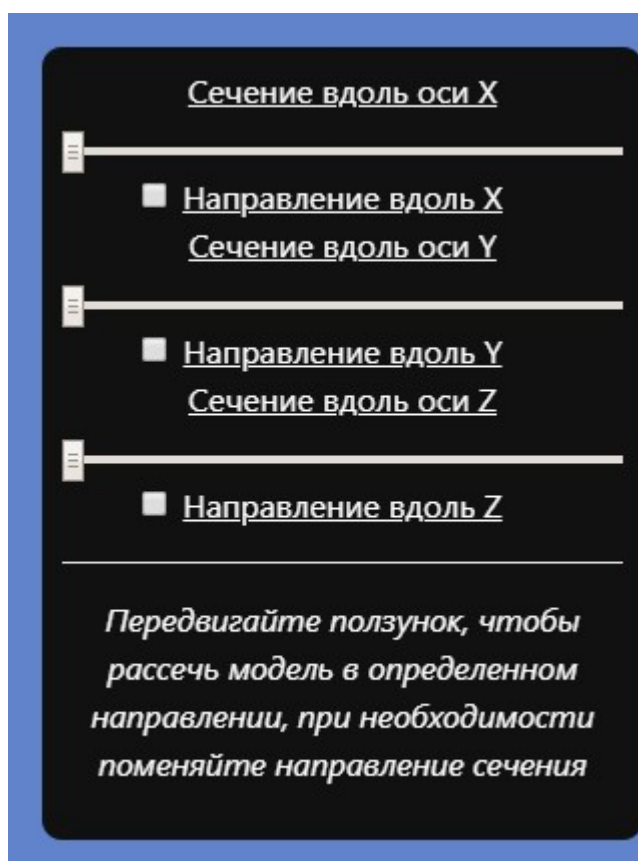 Сечение вдоль оси X
Направление вдоль X
Сечение вдоль оси Y
Направление вдоль Y
Сечение вдоль оси Z
Направление вдоль Z
Передвигайте ползунок, чтобы
рассечь модель в определенном
направлении, при необходимости
поменяйте направление сечения